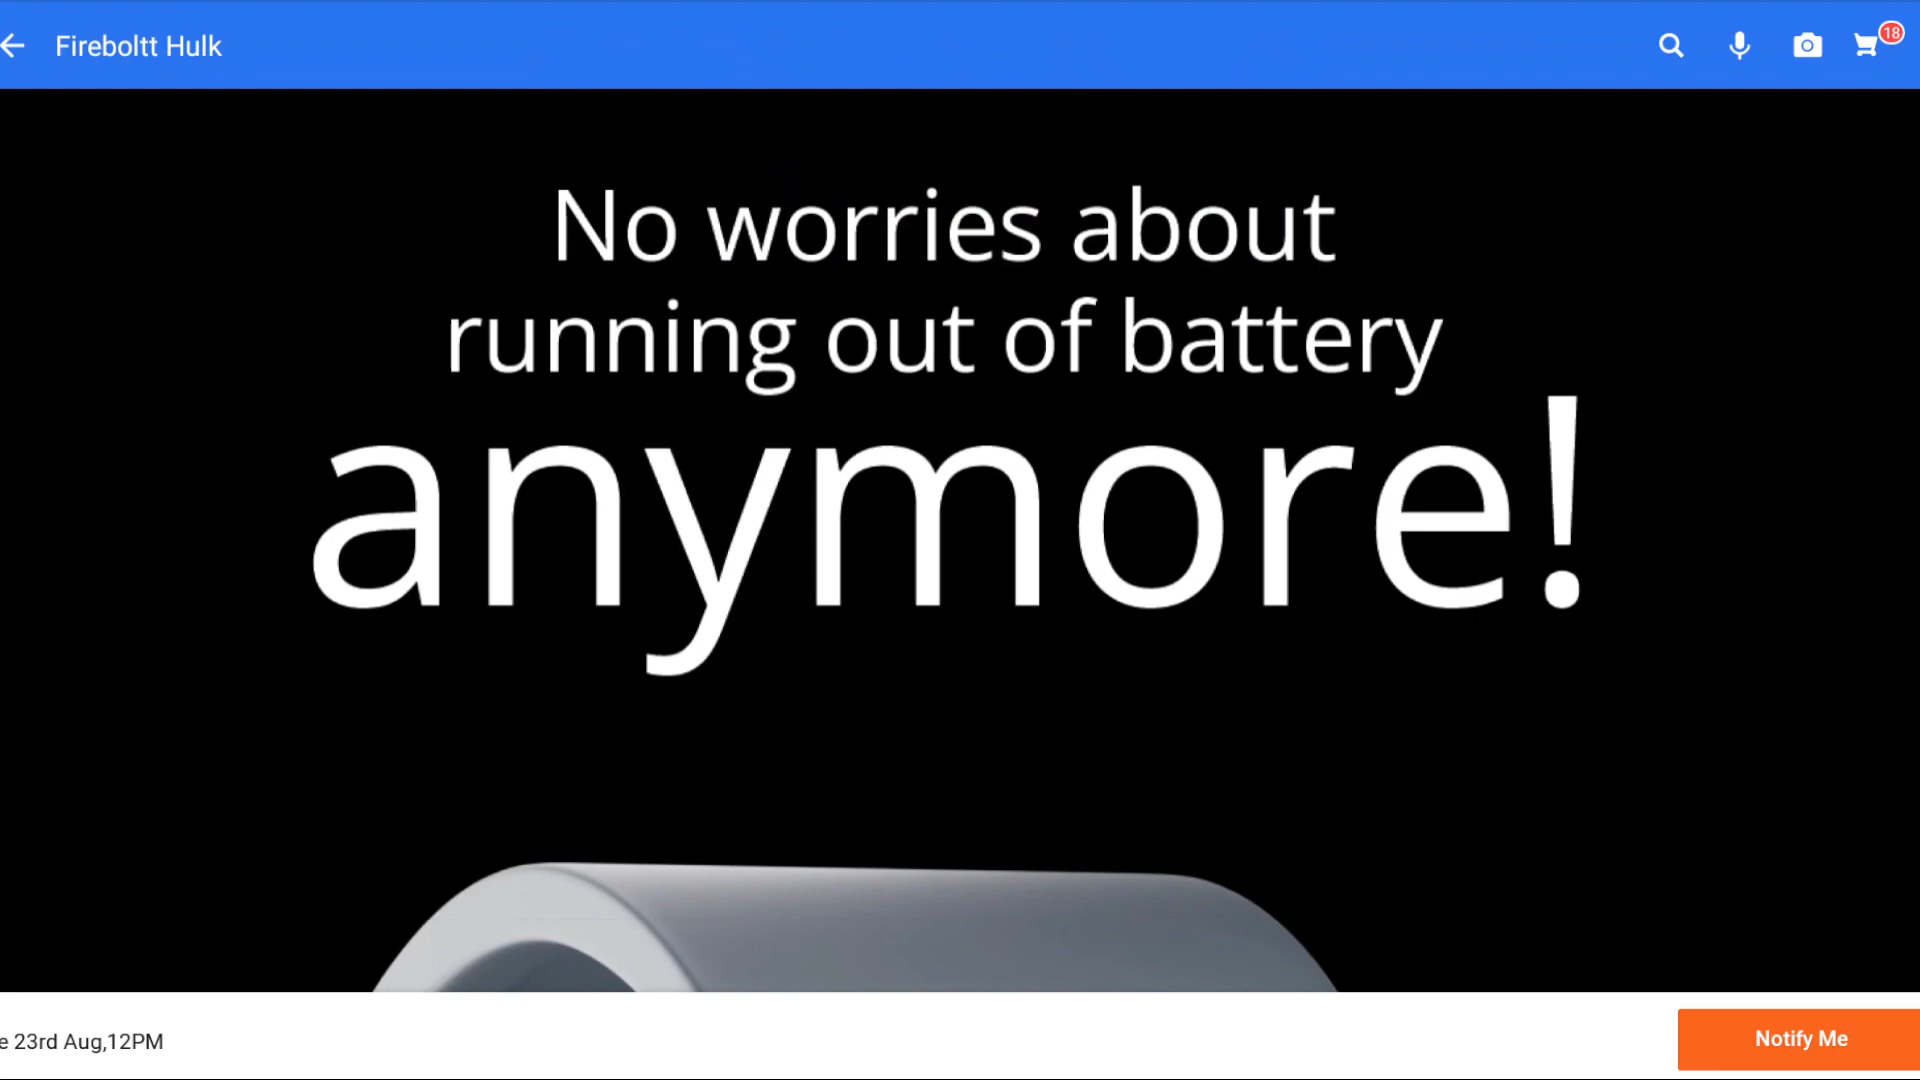 Fireboltt Hulk
18
No worries about
running out of battery
anymore!
e 23rd Aug,12PM
Notify Me